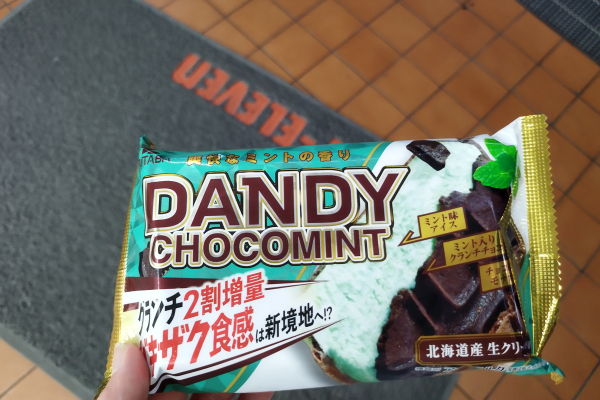 7-ELEVEN
爽快なミントの香り
DANDY
CHOCOMINT
ミント味
アイス
ミント入り
クランチチョコ
クランチ2割増量
ザク食感は新境地へ!?
北海道産 生クリ